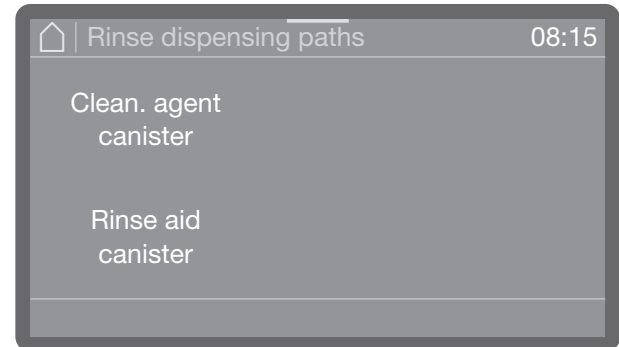 Rinse dispensing paths 08:15
Clean. agent
canister
Rinse aid
canister